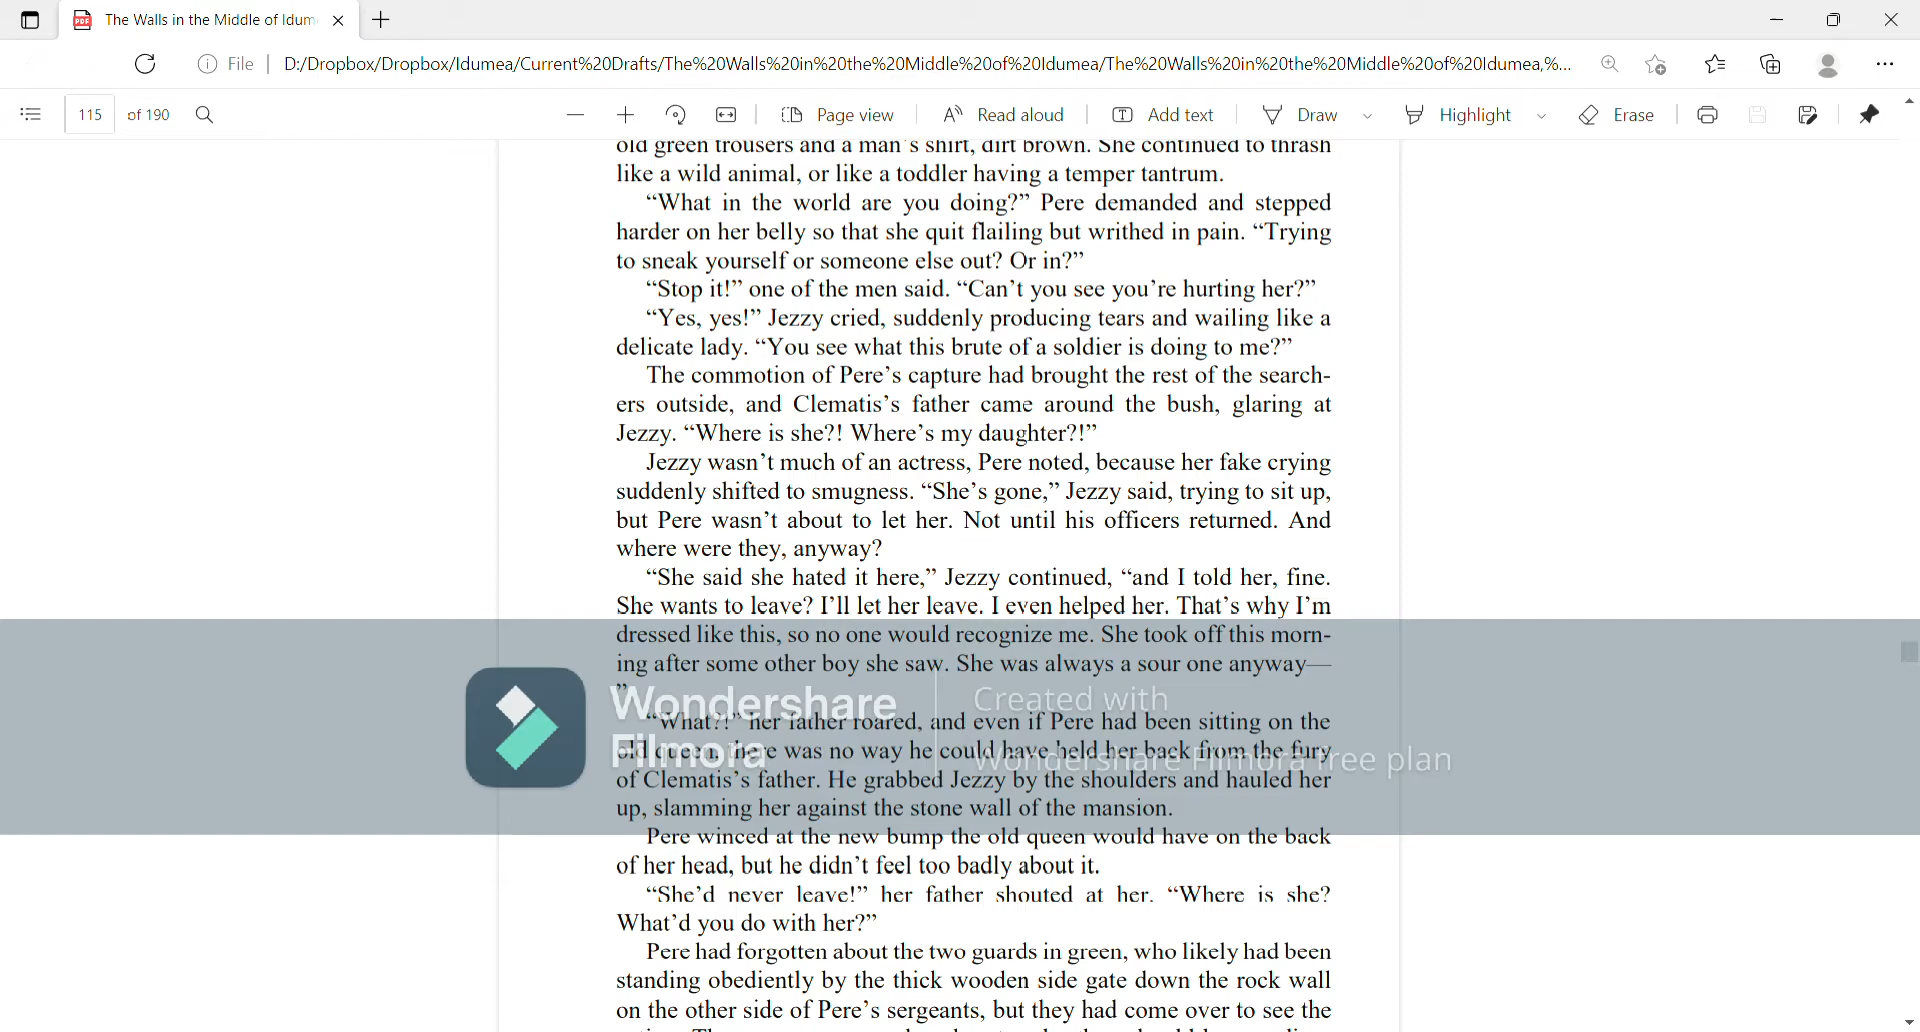 The Walls in the Middle of Idum
File
D:/Dropbox/Dropbox/Idumea/Current%20Drafts/The%20Walls%20in%20the%20Middle%20of%20Idumea/The%20Walls%20in%20the%20Middle%20of%20Idumea,%...
115 of 190 Page view Read aloud Add text Draw Highlight Erase
old green trousers and a man's shirt, dirt brown. She continued to thrash
like a wild animal, or like a toddler having a temper tantrum.
“What in the world are you doing?” Pere demanded and stepped
harder on her belly so that she quit flailing but writhed in pain. “Trying
to sneak yourself or someone else out? Or in?”
“Stop it!” one of the men said. “Can’t you see you’re hurting her?”
“Yes, yes!” Jezzy cried, suddenly producing tears and wailing like a
delicate lady. “You see what this brute of a soldier is doing to me?”
The commotion of Pere’s capture had brought the rest of the search-
ers outside, and Clematis’s father came around the bush, glaring at
Jezzy. “Where is she?! Where’s my daughter?!”
Jezzy wasn’t much of an actress, Pere noted, because her fake crying
suddenly shifted to smugness. “She’s gone,” Jezzy said, trying to sit up,
but Pere wasn’t about to let her. Not until his officers returned. And
where were they, anyway?
“She said she hated it here,” Jezzy continued, “and I told her, fine.
She wants to leave? I’ll let her leave. I even helped her. That’s why I’m
dressed like this, so no one would recognize me. She took off this morn-
ing after some other boy she saw. She was always a sour one anyway—
”
“What?!” her father roared, and even if Pere had been sitting on the
old queen, there was no way he could have held her back from the fury
of Clematis’s father. He grabbed Jezzy by the shoulders and hauled her
up, slamming her against the stone wall of the mansion.
Pere winced at the new bump the old queen would have on the back
of her head, but he didn’t feel too badly about it.
“She’d never leave!” her father shouted at her. “Where is she?
What’d you do with her?”
Pere had forgotten about the two guards in green, who likely had been
standing obediently by the thick wooden side gate down the rock wall
on the other side of Pere’s sergeants, but they had come over to see the
Wondershare
Filmora
Created with
Wondershare Filmora free plan